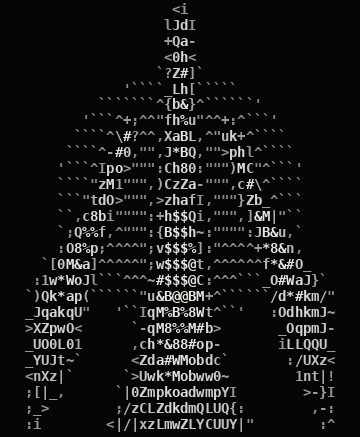 <i
lJdI
+Qa-
<0h<
`?Z#]`
'````_Lh[`````
```````^{b&}^``````'
'```^+;^^"fh%u"^^+:^```'
````^\#?^^,XaBL,^"uk+^````
````^-#0,"",J*BQ,"">phl^````
'```^Ipo>""":Ch80:""")MC"^```'
````"zM1""",)CzZa-""",c#\^````
```"tdO>""",>zhafI,"""}Zb_^```
``,c8bi"""":+h$$Qi,""",]&M|"``
`;Q%%f,^""":{B$$h~:"""":JB&u,`
:O8%p;^^^^";v$$$%]:"^^^^+*8&n,
`[0M&a]^^^^^";w$$$@t,^^^^^^f*&#O_
:1w*WoJl```^^^~#$$$@C:^^^```_O#WaJ}`
`)Qk*ap(``````"u&B@@BM+^``````/d*#km/"
_JqakqU"   '``IqM%B%8Wt^``'   :OdhkmJ~
>XZpwO<      `-qM8%%M#b>       _OqpmJ-
_UO0L01      ,ch*&88#op-       iLLQQU_
_YUJt~`      <Zda#WMobdc`       :/UXz<
<nXz|`      `>Uwk*Mobww0~        1nt|!
;[|_,      `|0ZmpkoadwmpYI        >-}I
;_>        ;/zCLZdkdmQLUQ{:        ,-:
:i        <|/|xzLmwZLYCUUY|"        :^